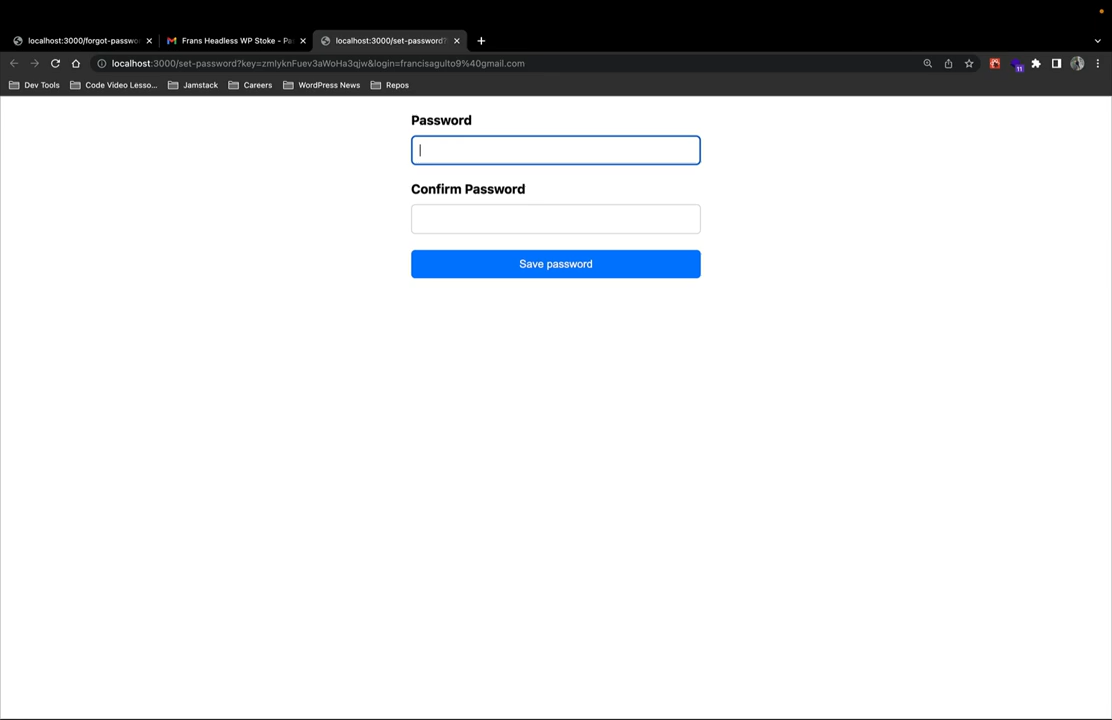 localhost:3000/forgot-passwo
Frans Headless WP Stoke - Pa
localhost:3000/set-password?
localhost:3000/set-password?key=zmlyknFuev3aWoHa3qjw&login=francisagulto9%40gmail.com
11
Dev Tools
Code Video Lesso...
Jamstack
Careers
WordPress News
Repos
Password
Confirm Password
Save password